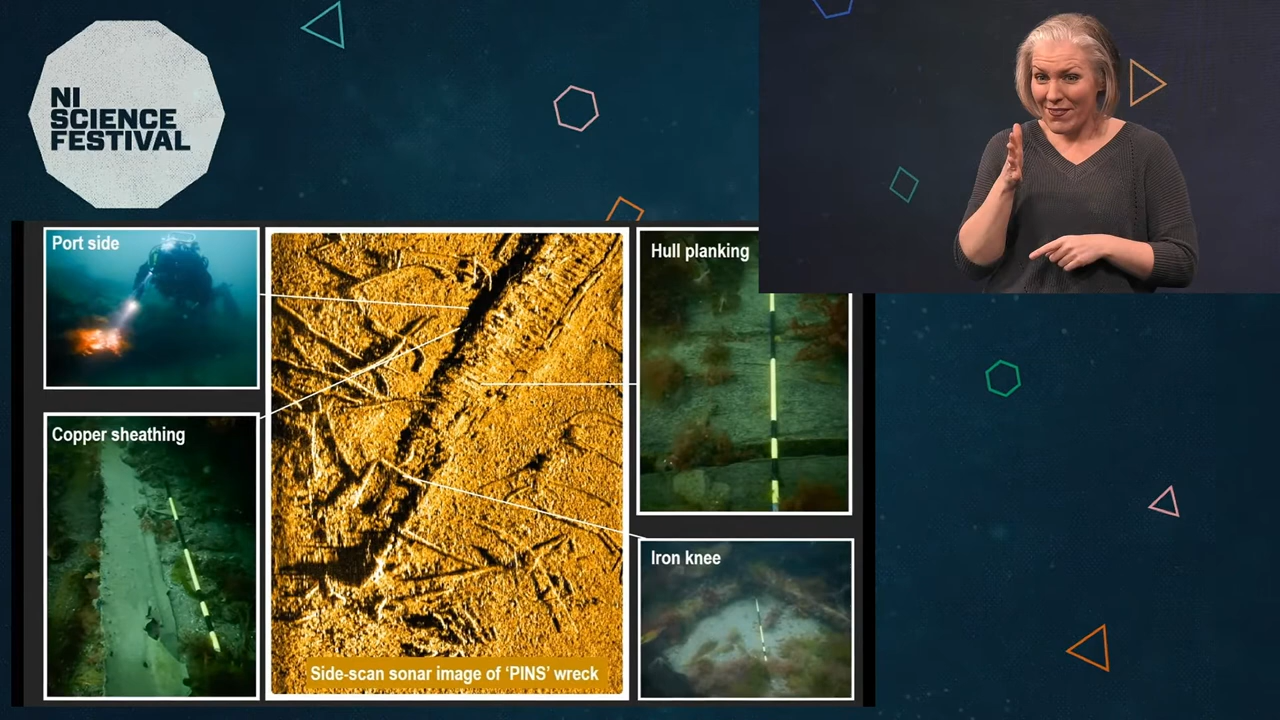 NI
SCIENCE
FESTIVAL
Port side
Hull planking
Copper sheathing
Iron knee
Side-scan sonar image of ‘PINS’ wreck